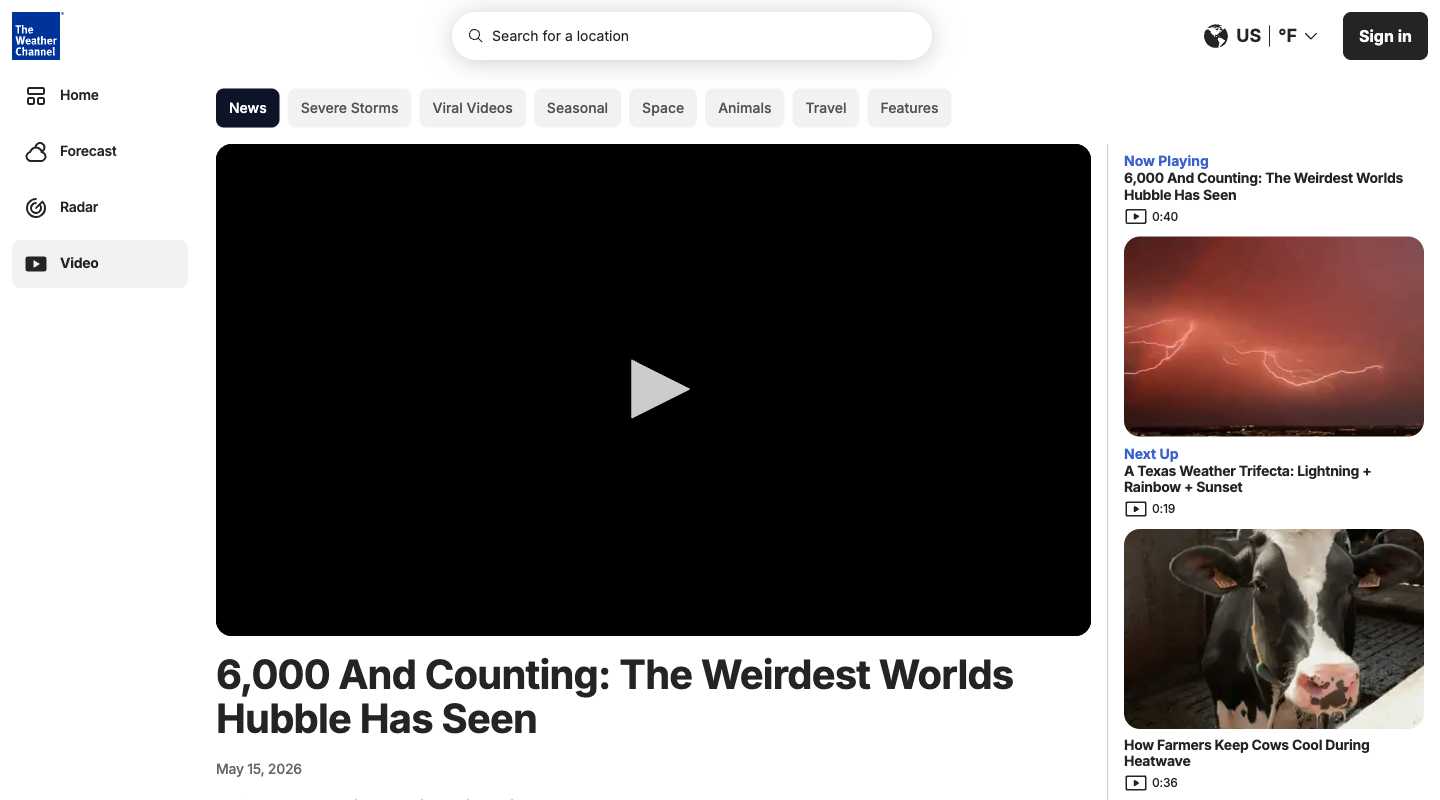 The
Weather
Channel
Search for a location
US
°F
Sign in
Home
Forecast
Radar
Video
News
Severe Storms
Viral Videos
Seasonal
Space
Animals
Travel
Features
6,000 And Counting: The Weirdest Worlds
Hubble Has Seen
May 15, 2026
Now Playing
6,000 And Counting: The Weirdest Worlds
Hubble Has Seen
0:40
Next Up
A Texas Weather Trifecta: Lightning +
Rainbow + Sunset
0:19
How Farmers Keep Cows Cool During
Heatwave
0:36